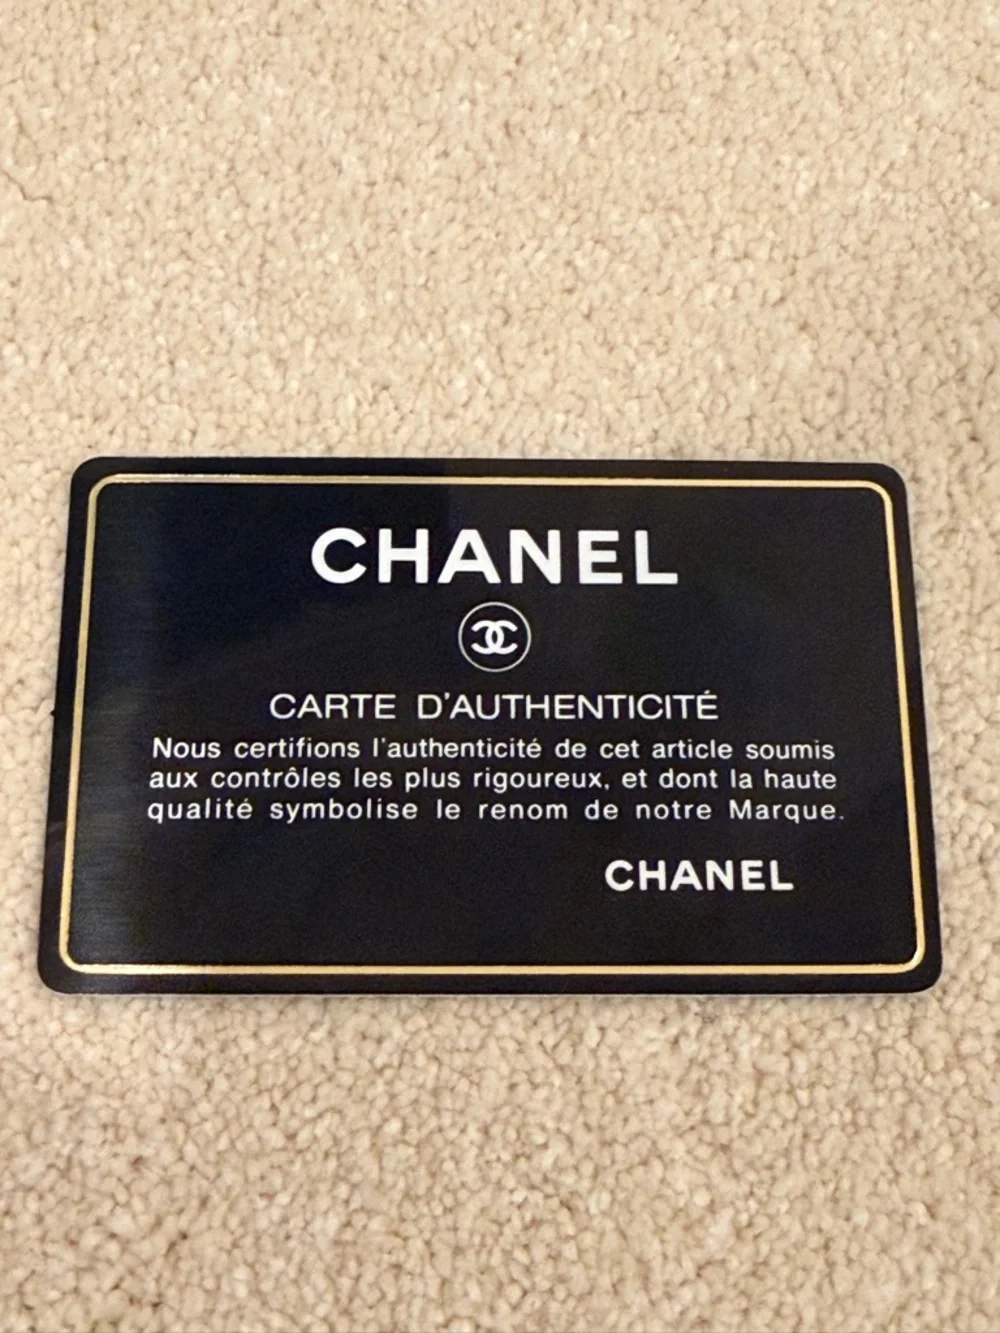 CHANEL
CARTE D'AUTHENTICITÉ
Nous certifions l'authenticité de cet article soumis
aux contrôles les plus rigoureux, et dont la haute
qualité symbolise le renom de notre Marque.
CHANEL